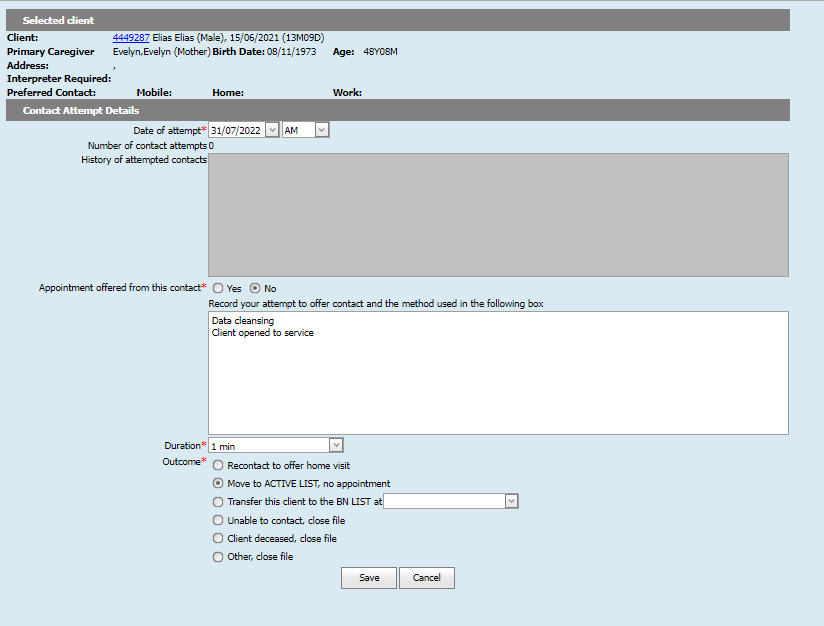 Selected client
Client: 4449287 Elias Elias (Male), 15/06/2021 (13M09D)
Primary Caregiver Evelyn,Evelyn (Mother) Birth Date: 08/11/1973 Age: 48Y08M
Address: ,
Interpreter Required:
Preferred Contact: Mobile: Home: Work:
Contact Attempt Details
Date of attempt* 31/07/2022 AM
Number of contact attempts 0
History of attempted contacts
Appointment offered from this contact* Yes No
Record your attempt to offer contact and the method used in the following box
Data cleansing
Client opened to service
Duration* 1 min
Outcome* Recontact to offer home visit
Move to ACTIVE LIST, no appointment
Transfer this client to the BN LIST at
Unable to contact, close file
Client deceased, close file
Other, close file
Save Cancel